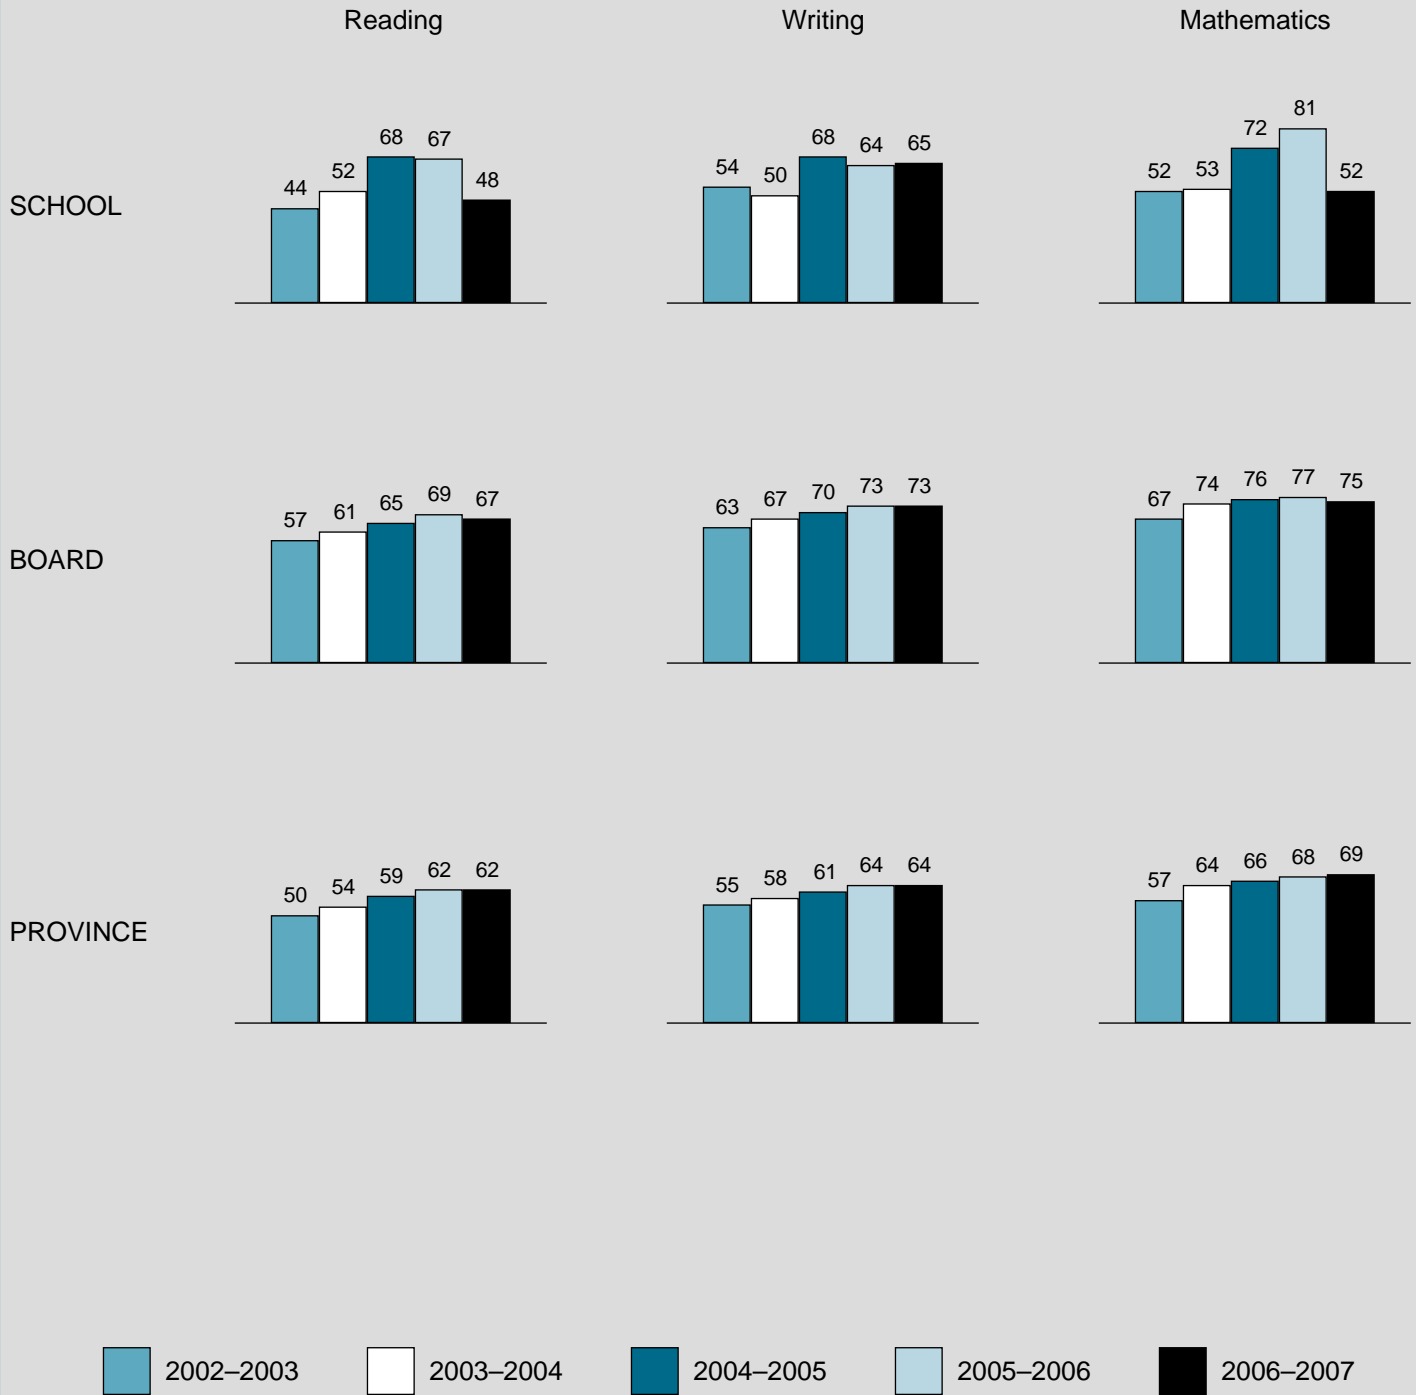 Reading Writing Mathematics
SCHOOL
44 52 68 67 48
54 50 68 64 65
52 53 72 81 52
BOARD
57 61 65 69 67
63 67 70 73 73
67 74 76 77 75
PROVINCE
50 54 59 62 62
55 58 61 64 64
57 64 66 68 69
2002–2003 2003–2004 2004–2005 2005–2006 2006–2007